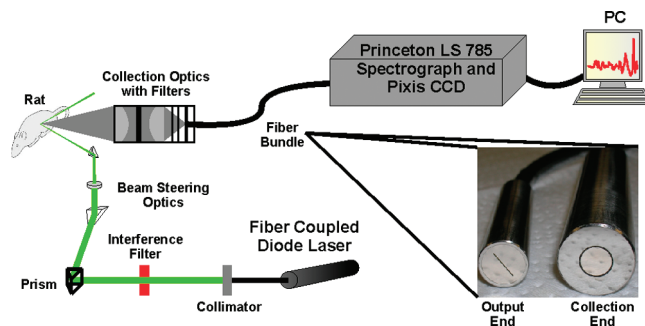 PC
Princeton LS 785
Spectrograph and
Pixis CCD
Collection Optics
with Filters
Rat
Fiber
Bundle
Beam Steering
Optics
Fiber Coupled
Diode Laser
Interference
Filter
Prism
Collimator
Output
End
Collection
End